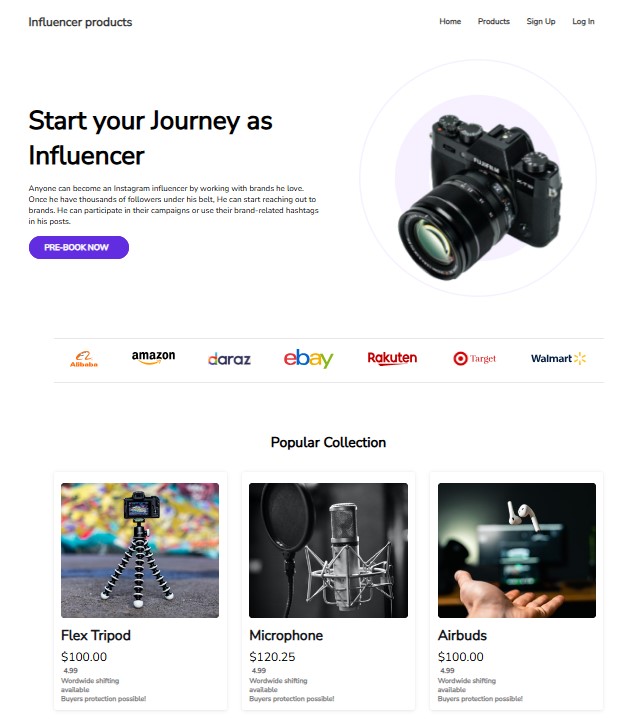 Influencer products
Home Products Sign Up Log In
Start your Journey as
Influencer
Anyone can become an Instagram influencer by working with brands he love.
Once he have thousands of followers under his belt, He can start reaching out to
brands. He can participate in their campaigns or use their brand-related hashtags
in his posts.
PRE-BOOK NOW
FUJIFILM
Alibaba amazon daraz ebay Rakuten Target Walmart
Popular Collection
Flex Tripod Microphone Airbuds
$100.00 $120.25 $100.00
4.99 4.99 4.99
Wordwide shifting Wordwide shifting Wordwide shifting
available available available
Buyers protection possible! Buyers protection possible! Buyers protection possible!